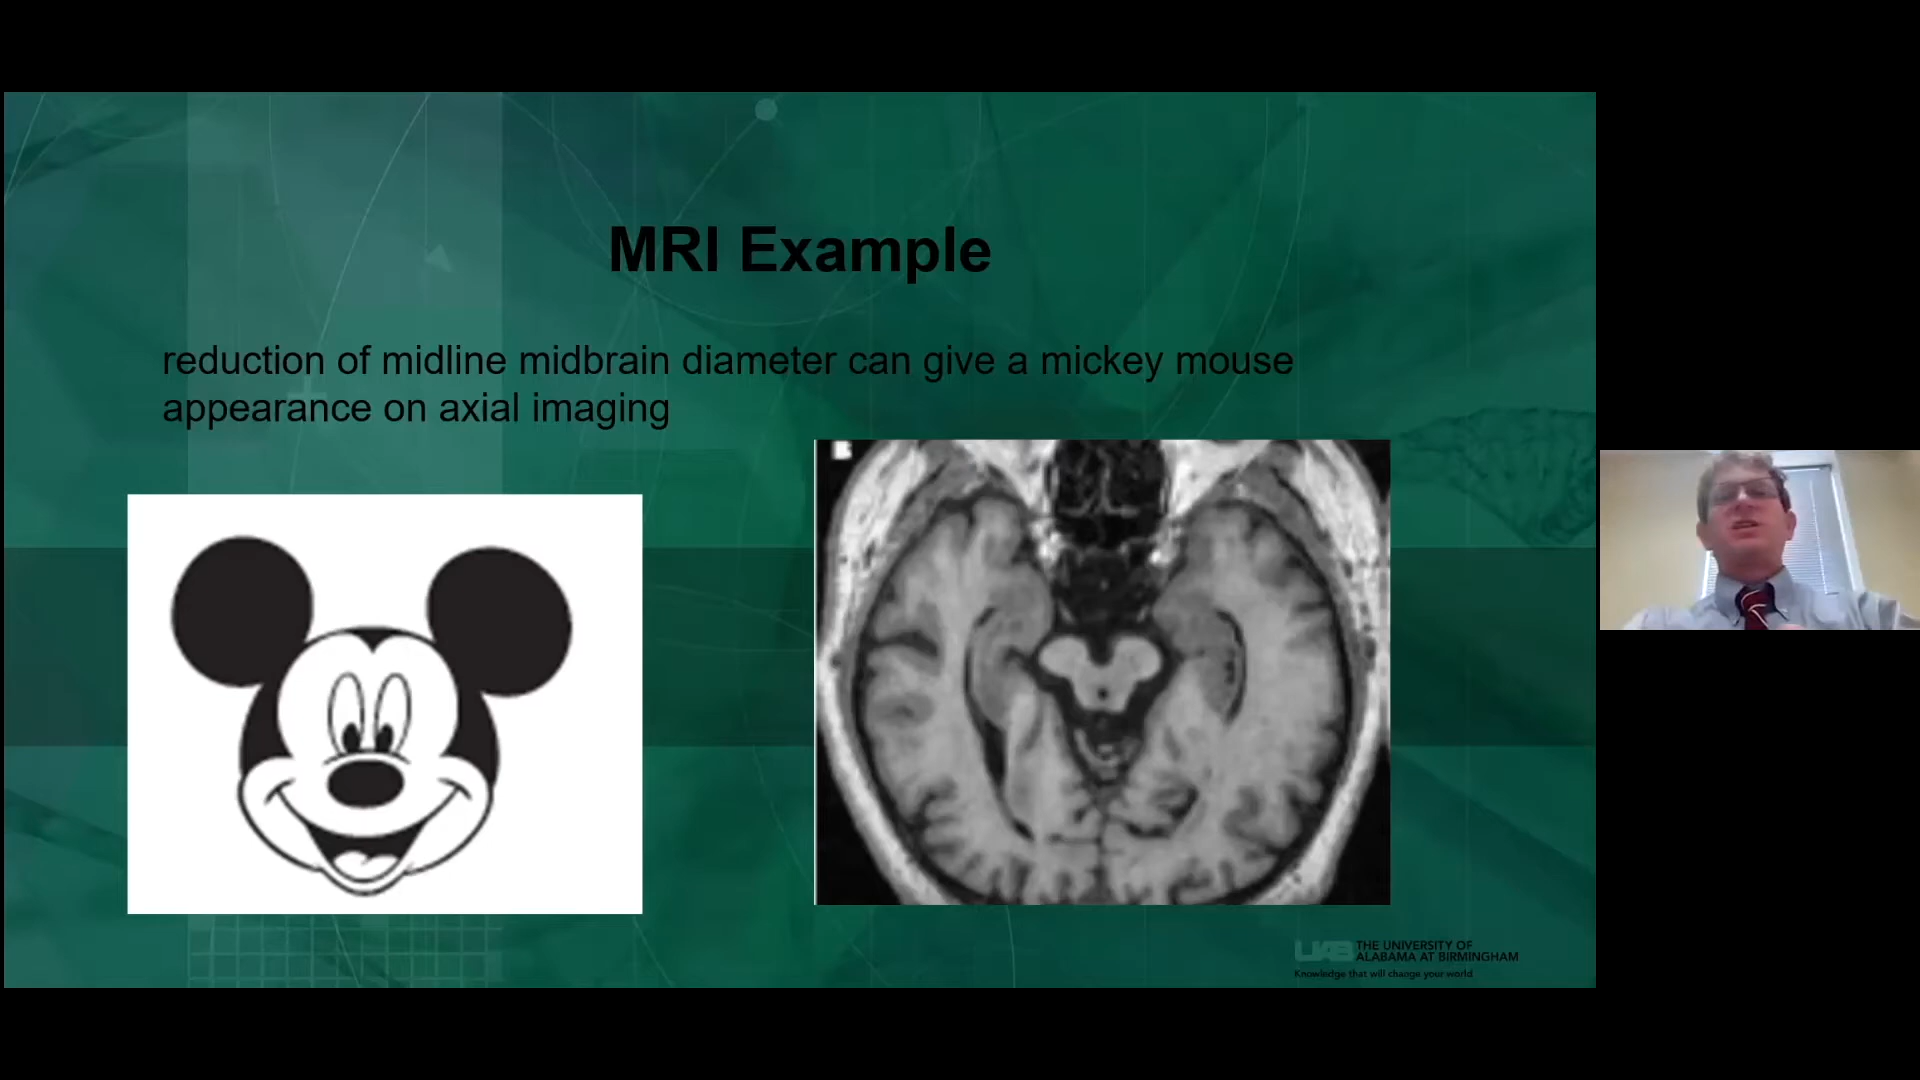 MRI Example
reduction of midline midbrain diameter can give a mickey mouse
appearance on axial imaging
UAB THE UNIVERSITY OF
ALABAMA AT BIRMINGHAM
Knowledge that will change your world